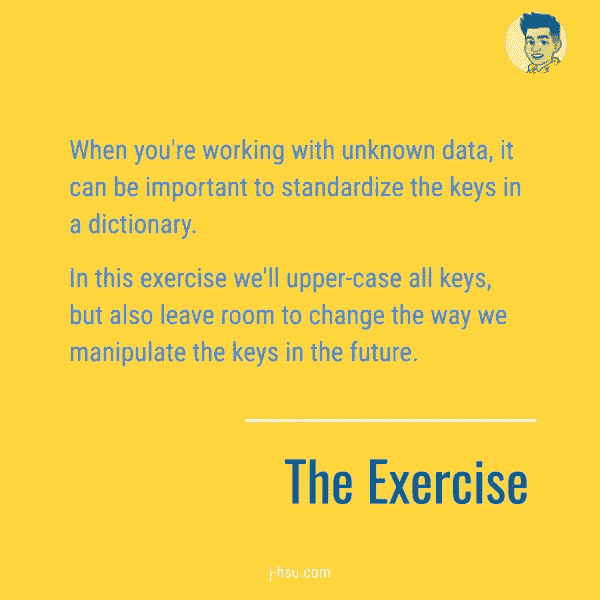 When you're working with unknown data, it
can be important to standardize the keys in
a dictionary.
In this exercise we'll upper-case all keys,
but also leave room to change the way we
manipulate the keys in the future.
The Exercise
j-hsu.com